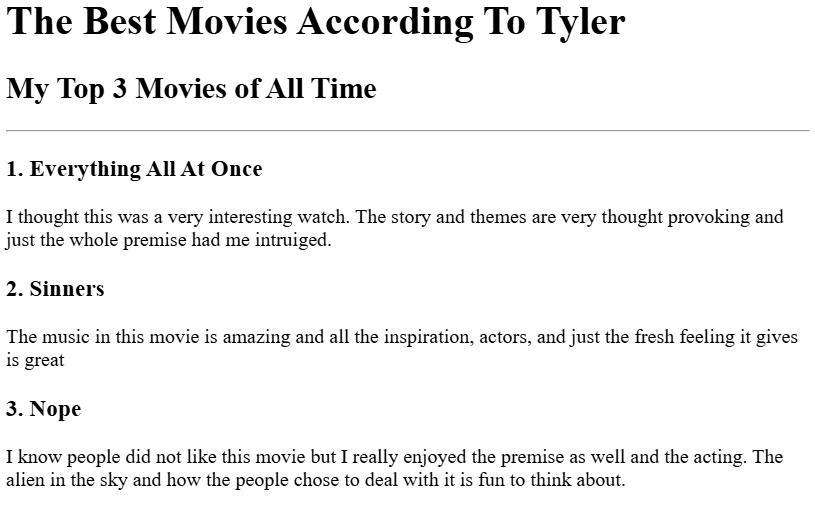 The Best Movies According To Tyler
My Top 3 Movies of All Time
1. Everything All At Once
I thought this was a very interesting watch. The story and themes are very thought provoking and
just the whole premise had me intruiged.
2. Sinners
The music in this movie is amazing and all the inspiration, actors, and just the fresh feeling it gives
is great
3. Nope
I know people did not like this movie but I really enjoyed the premise as well and the acting. The
alien in the sky and how the people chose to deal with it is fun to think about.